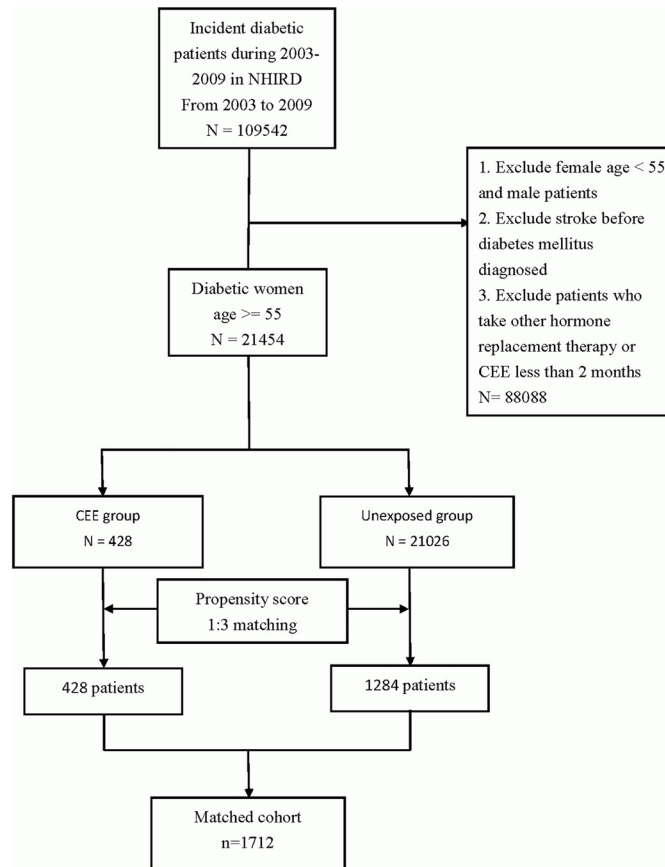 Incident diabetic
patients during 2003-
2009 in NHIRD
From 2003 to 2009
N = 109542
1. Exclude female age < 55
and male patients
2. Exclude stroke before
diabetes mellitus
diagnosed
3. Exclude patients who
take other hormone
replacement therapy or
CEE less than 2 months
N= 88088
Diabetic women
age >= 55
N = 21454
CEE group
N = 428
Unexposed group
N = 21026
Propensity score
1:3 matching
428 patients
1284 patients
Matched cohort
n=1712